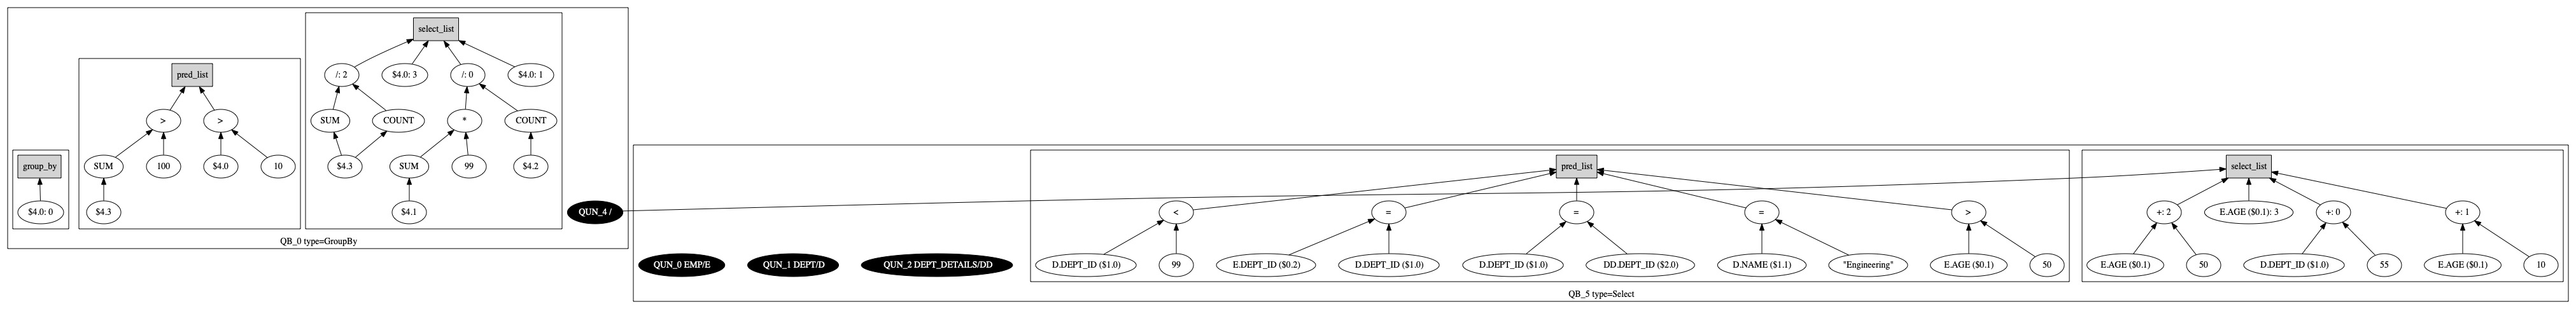 select_list
pred_list
/: 2
$4.0: 3
/: 0
$4.0: 1
>
>
SUM
COUNT
*
COUNT
group_by
SUM
100
$4.0
10
$4.3
SUM
99
$4.2
$4.0: 0
$4.3
$4.1
QUN_4 /
QB_0 type=GroupBy
pred_list
select_list
<
=
=
=
>
+: 2
E.AGE ($0.1): 3
+: 0
+: 1
QUN_0 EMP/E
QUN_1 DEPT/D
QUN_2 DEPT_DETAILS/DD
D.DEPT_ID ($1.0)
99
E.DEPT_ID ($0.2)
D.DEPT_ID ($1.0)
D.DEPT_ID ($1.0)
DD.DEPT_ID ($2.0)
D.NAME ($1.1)
"Engineering"
E.AGE ($0.1)
50
E.AGE ($0.1)
50
D.DEPT_ID ($1.0)
55
E.AGE ($0.1)
10
QB_5 type=Select